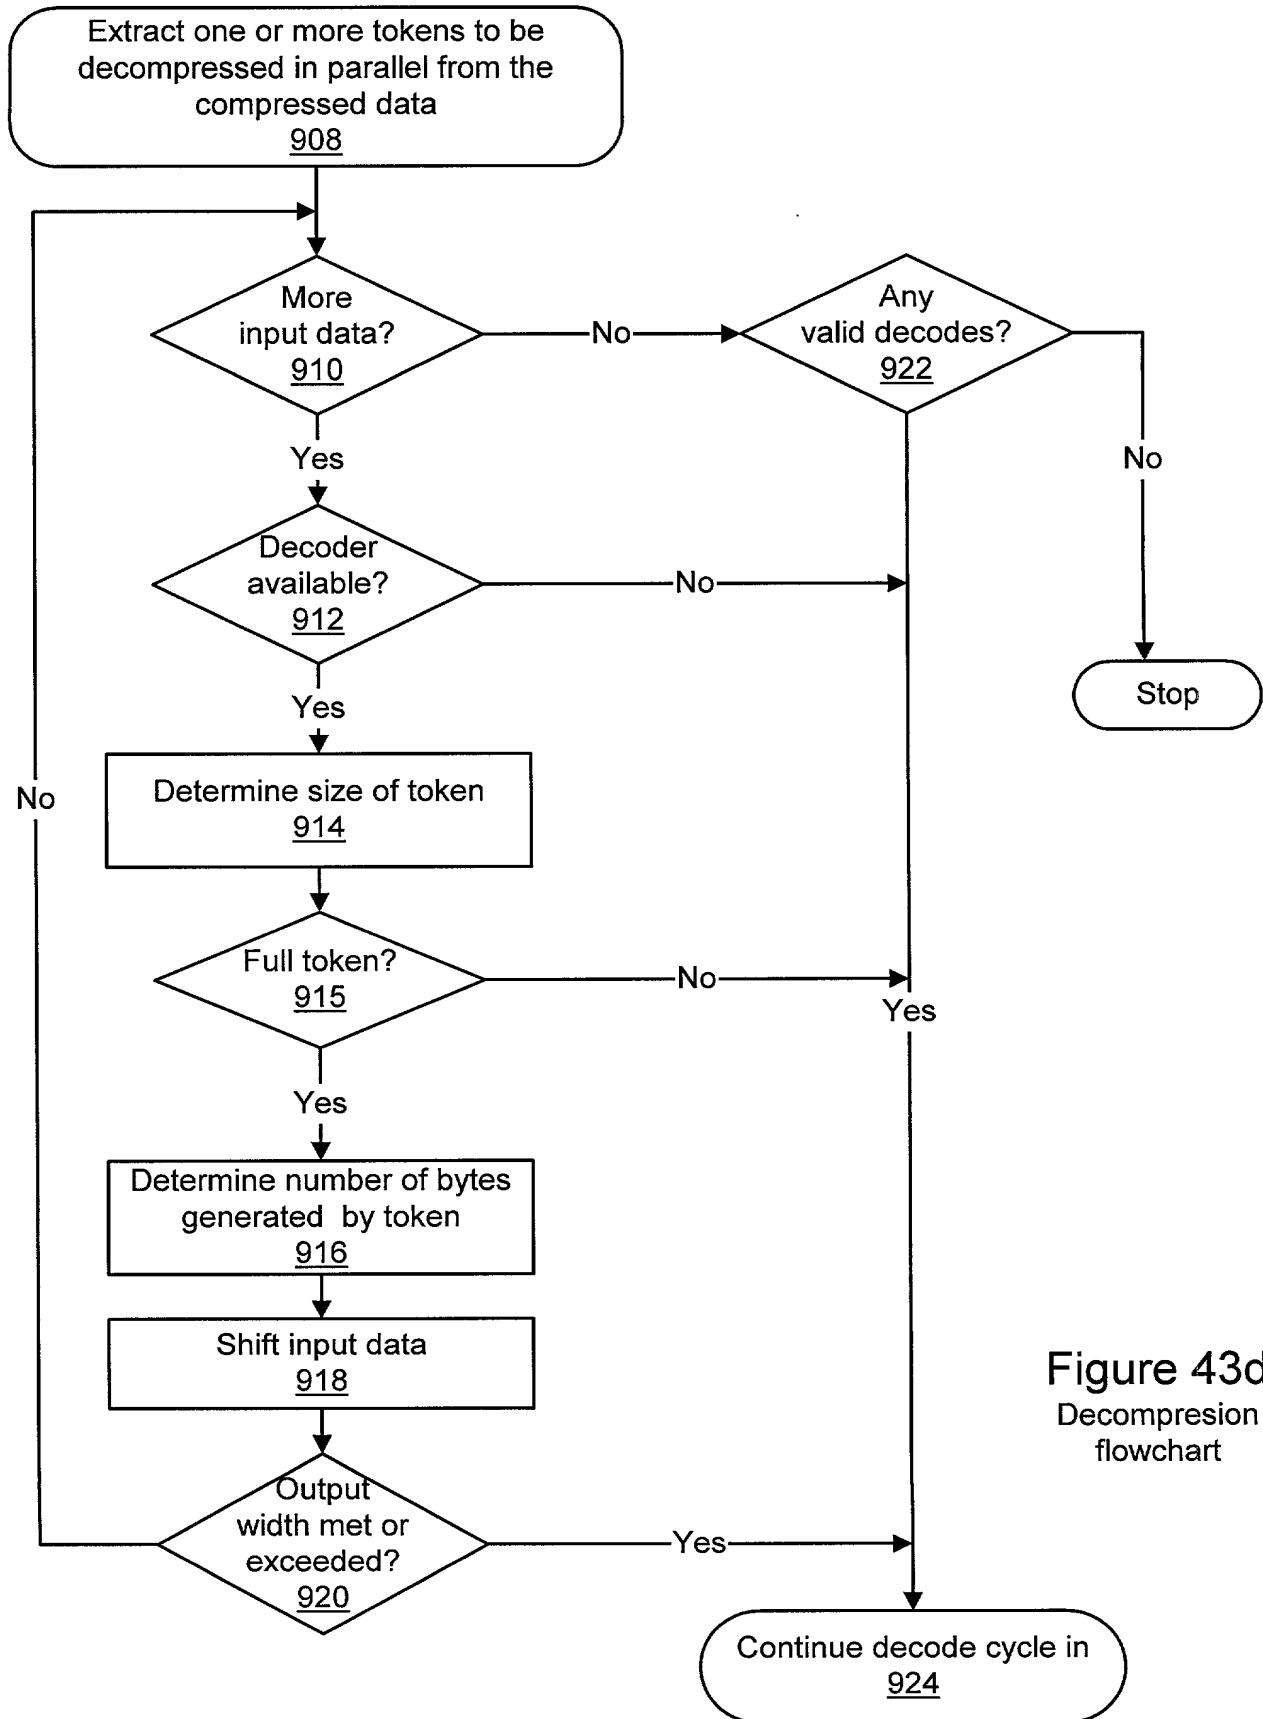 Extract one or more tokens to be
decompressed in parallel from the
compressed data
908
More
input data?
910
No
Any
valid decodes?
922
Yes
No
Decoder
available?
912
No
Yes
Stop
Determine size of token
914
No
Full token?
915
No
Yes
Yes
Determine number of bytes
generated by token
916
Shift input data
918
Figure 43d
Decompresion
flowchart
Output
width met or
exceeded?
920
Yes
Continue decode cycle in
924